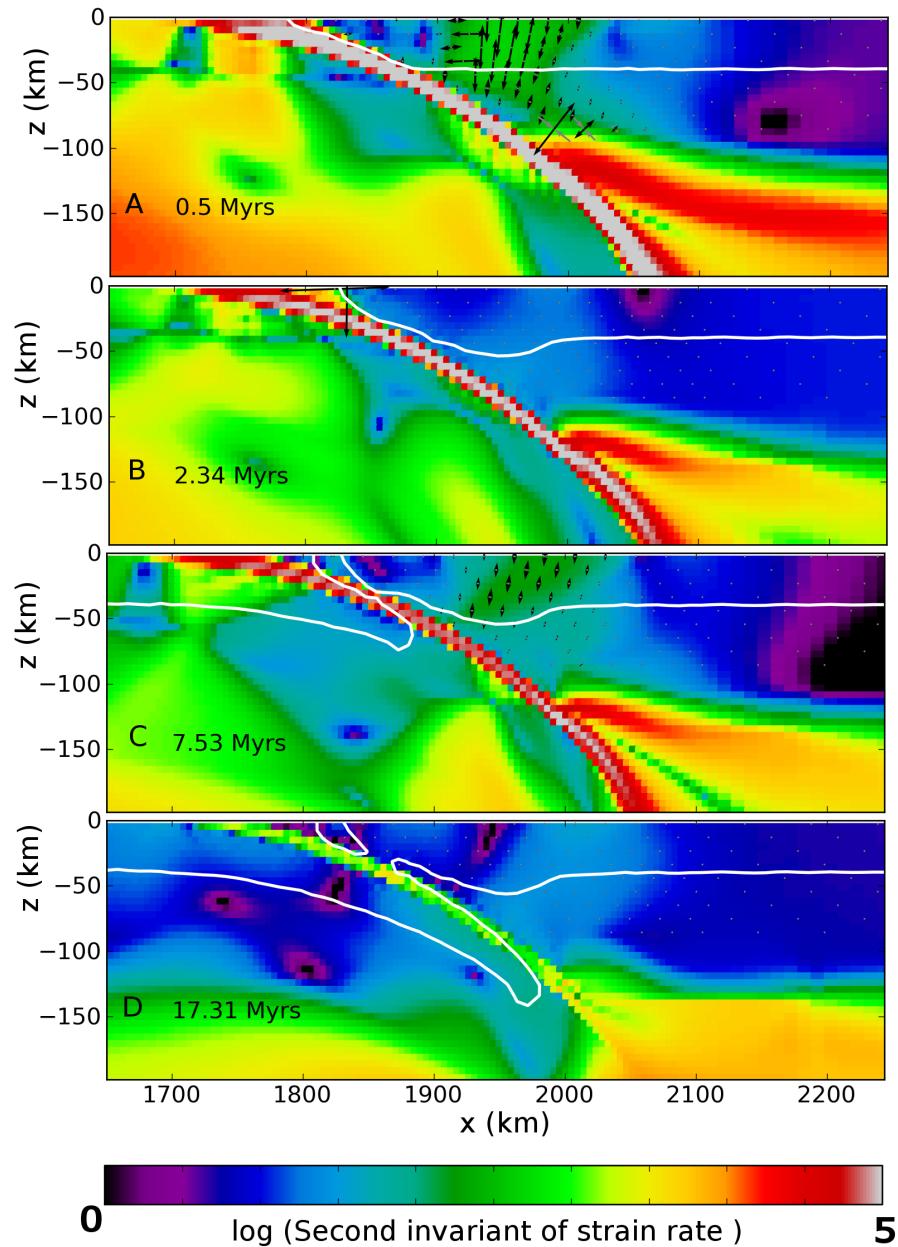 0
−50
−100
−150
z (km)
A 0.5 Myrs
0
−50
−100
−150
z (km)
B 2.34 Myrs
0
−50
−100
−150
z (km)
C 7.53 Myrs
0
−50
−100
−150
z (km)
D 17.31 Myrs
1700 1800 1900 2000 2100 2200
x (km)
0 5
log (Second invariant of strain rate )